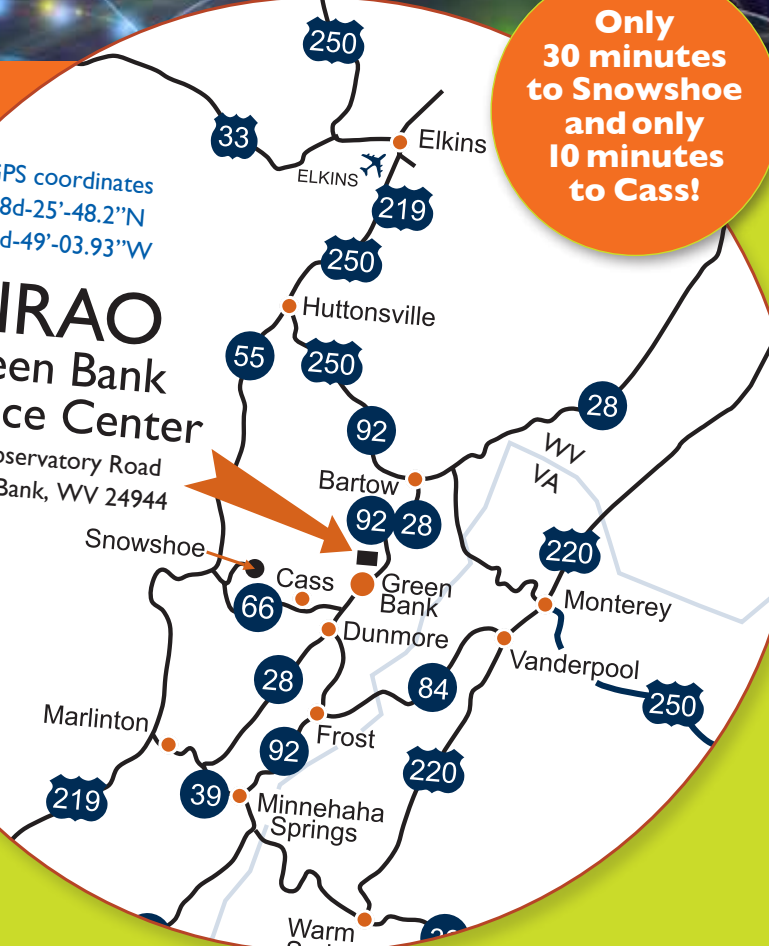 Only
30 minutes
to Snowshoe
and only
10 minutes
to Cass!
250
33
Elkins
ELKINS
219
GPS coordinates
8d-25'-48.2”N
d-49'-03.93”W
250
IRAO
Huttonsville
een Bank
55
250
28
ce Center
92
WV
bservatory Road
VA
Bartow
Bank, WV 24944
92
28
220
Snowshoe
Cass
Green
Bank
66
Monterey
Dunmore
Vanderpool
28
84
250
Marlinton
Frost
92
220
219
39
Minnehaha
Springs
Warm